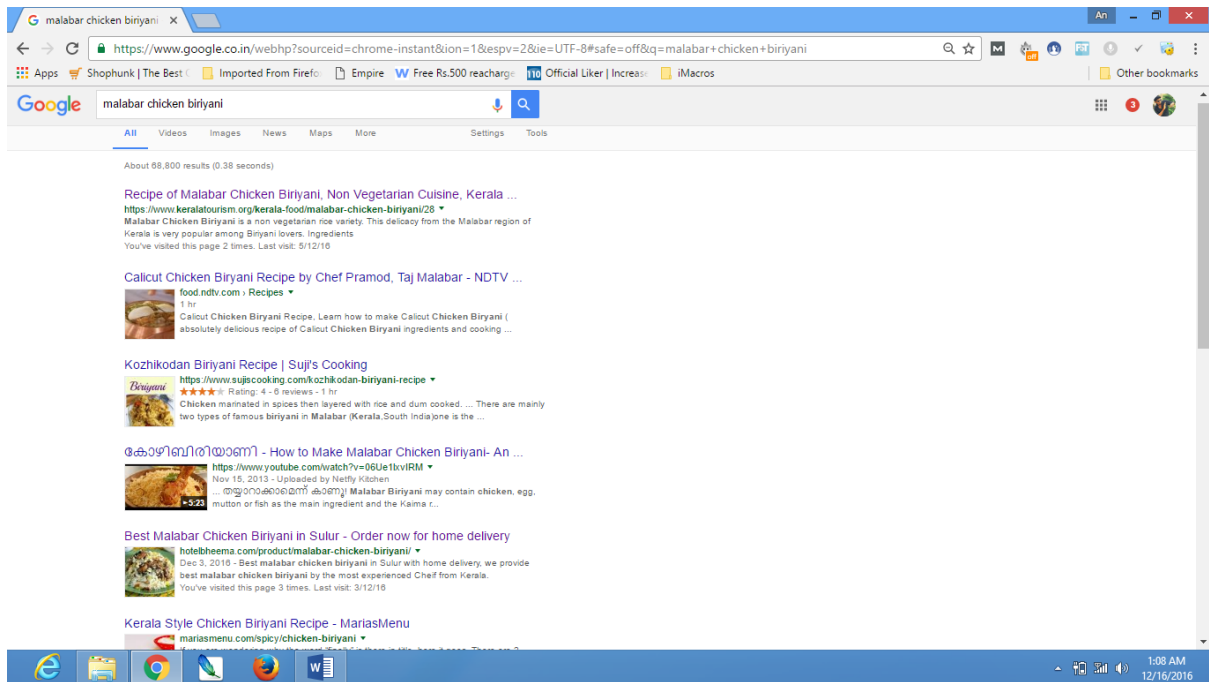 G malabar chicken biriyani
An
https://www.google.co.in/webhp?sourceid=chrome-instant&ion=1&espv=2&ie=UTF-8#safe=off&q=malabar+chicken+biriyani
M off
Apps Shophunk | The Best Imported From Firefo Empire W Free Rs.500 reacharge 110 Official Liker | Increase iMacros Other bookmarks
Google malabar chicken biriyani 3
All Videos Images News Maps More Settings Tools
About 68,800 results (0.38 seconds)
Recipe of Malabar Chicken Biriyani, Non Vegetarian Cuisine, Kerala ...
https://www.keralatourism.org/kerala-food/malabar-chicken-biriyani/28
Malabar Chicken Biriyani is a non vegetarian rice variety. This delicacy from the Malabar region of
Kerala is very popular among Biriyani lovers. Ingredients
You've visited this page 2 times. Last visit: 5/12/16
Calicut Chicken Biryani Recipe by Chef Pramod, Taj Malabar - NDTV ...
food.ndtv.com › Recipes
1 hr
Calicut Chicken Biryani Recipe, Learn how to make Calicut Chicken Biryani (
absolutely delicious recipe of Calicut Chicken Biryani ingredients and cooking ...
Kozhikodan Biriyani Recipe | Suji's Cooking
Biriyani
https://www.sujiscooking.com/kozhikodan-biriyani-recipe
Rating: 4 - 6 reviews - 1 hr
Chicken marinated in spices then layered with rice and dum cooked. ... There are mainly
two types of famous biriyani in Malabar (Kerala,South India)one is the ...
കോഴിബിരിയാണി - How to Make Malabar Chicken Biriyani- An ...
https://www.youtube.com/watch?v=06Ue1lxvIRM
Nov 15, 2013 - Uploaded by Netfly Kitchen
... തയ്യാറാക്കാമെന്ന് കാണൂ! Malabar Biriyani may contain chicken, egg,
5:23 mutton or fish as the main ingredient and the Kaima r...
Best Malabar Chicken Biriyani in Sulur - Order now for home delivery
hotelbheema.com/product/malabar-chicken-biriyani/
Dec 3, 2016 - Best malabar chicken biriyani in Sulur with home delivery, we provide
best malabar chicken biriyani by the most experienced Cheif from Kerala.
You've visited this page 3 times. Last visit: 3/12/16
Kerala Style Chicken Biriyani Recipe - MariasMenu
mariasmenu.com/spicy/chicken-biriyani
1:08 AM
12/16/2016